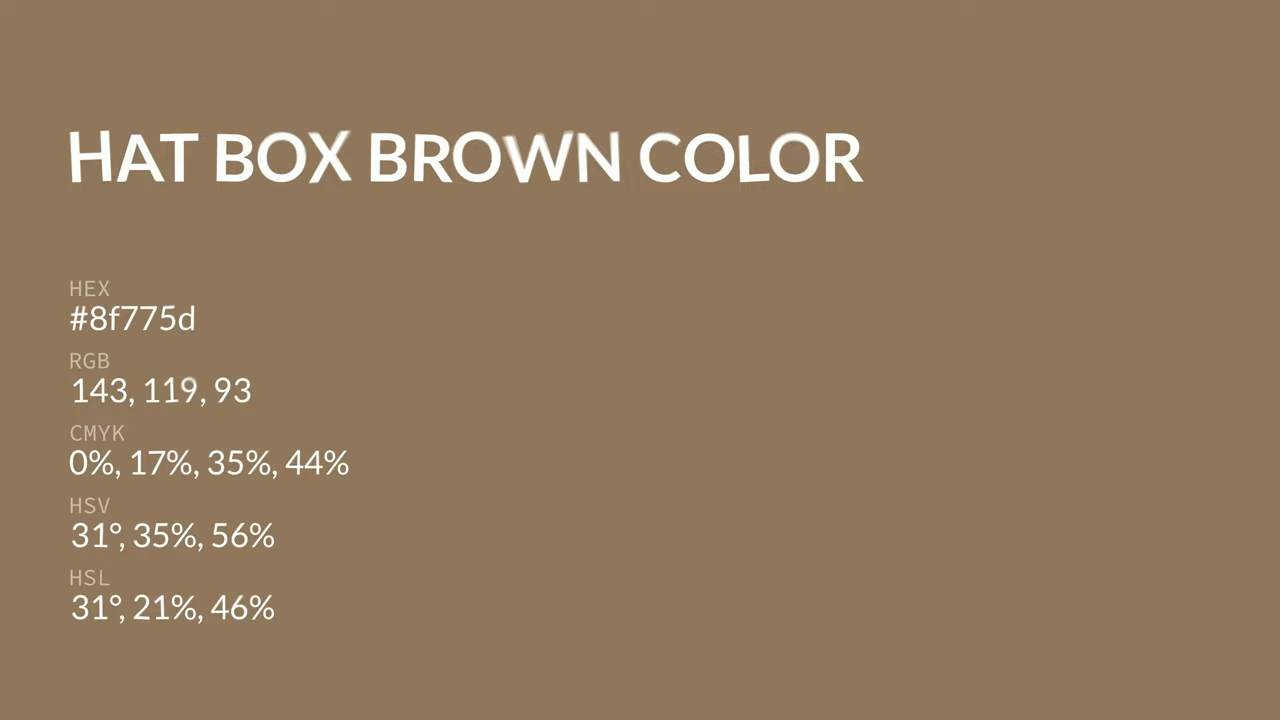 HAT BOX BROWN COLOR
HEX
#8f775d
RGB
143, 119, 93
CMYK
0%, 17%, 35%, 44%
HSV
31°, 35%, 56%
HSL
31°, 21%, 46%